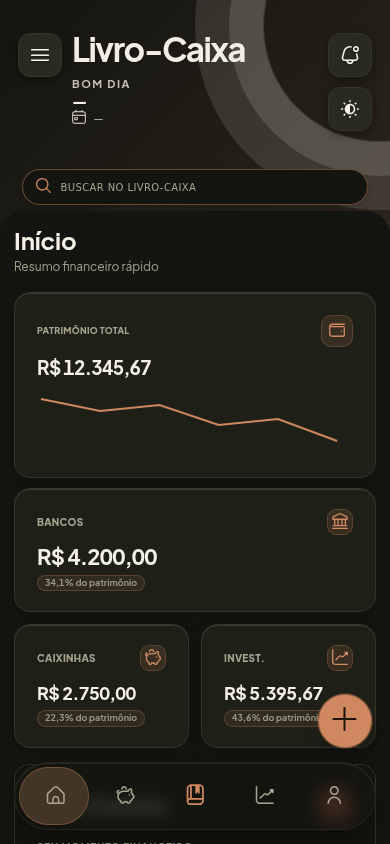 Livro-Caixa
BOM DIA
—
—
BUSCAR NO LIVRO-CAIXA
Início
Resumo financeiro rápido
PATRIMÔNIO TOTAL
R$ 12.345,67
BANCOS
R$ 4.200,00
34,1% do patrimônio
CAIXINHAS
R$ 2.750,00
22,3% do patrimônio
INVEST.
R$ 5.395,67
43,6% do patrimôni